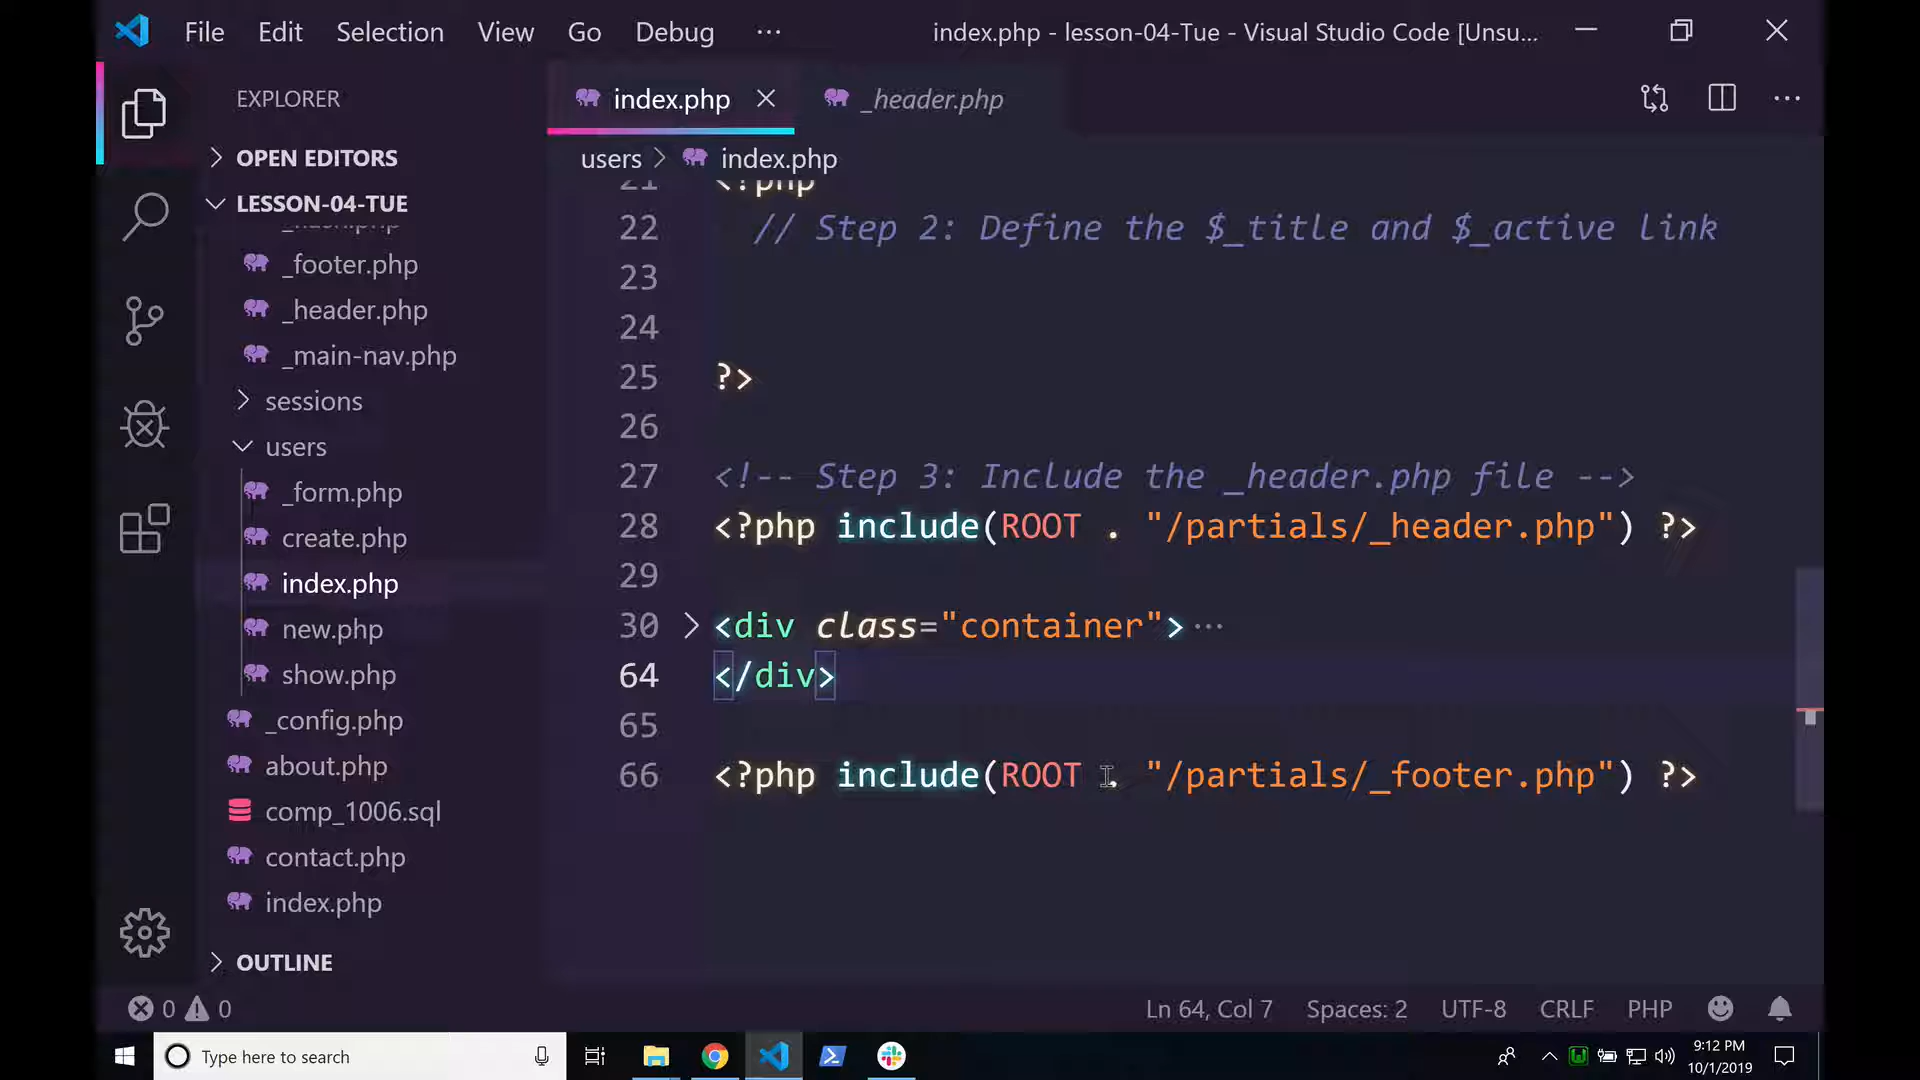 File Edit Selection View Go Debug ··· index.php - lesson-04-Tue - Visual Studio Code [Unsu...
EXPLORER
index.php
_header.php
OPEN EDITORS
LESSON-04-TUE
_footer.php
_header.php
_main-nav.php
sessions
users
_form.php
create.php
index.php
new.php
show.php
_config.php
about.php
comp_1006.sql
contact.php
index.php
OUTLINE
users > index.php
21 <?php
22 // Step 2: Define the $_title and $_active link
23
24
25 ?>
26
27 <!-- Step 3: Include the _header.php file -->
28 <?php include(ROOT . "/partials/_header.php") ?>
29
30 <div class="container">···
64 </div>
65
66 <?php include(ROOT . "/partials/_footer.php") ?>
0 0 Ln 64, Col 7 Spaces: 2 UTF-8 CRLF PHP
Type here to search
9:12 PM
10/1/2019